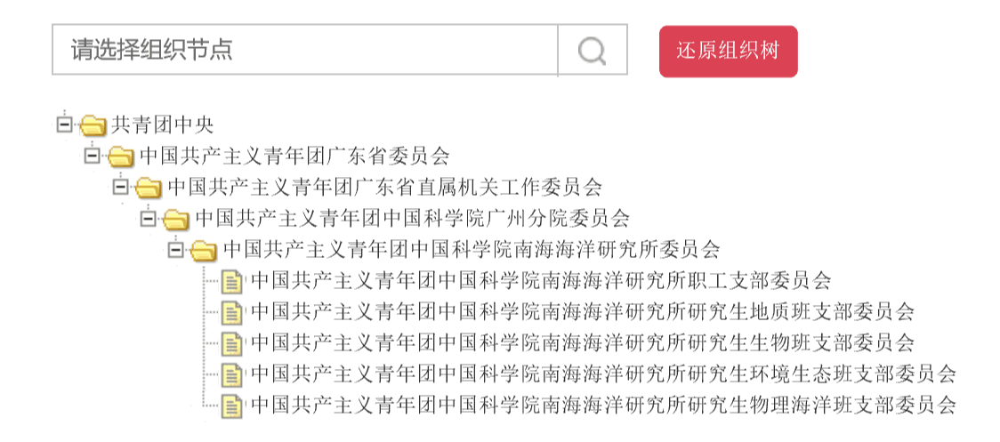 请选择组织节点
还原组织树
共青团中央
中国共产主义青年团广东省委员会
中国共产主义青年团广东省直属机关工作委员会
中国共产主义青年团中国科学院广州分院委员会
中国共产主义青年团中国科学院南海海洋研究所委员会
中国共产主义青年团中国科学院南海海洋研究所职工支部委员会
中国共产主义青年团中国科学院南海海洋研究所研究生地质班支部委员会
中国共产主义青年团中国科学院南海海洋研究所研究生生物班支部委员会
中国共产主义青年团中国科学院南海海洋研究所研究生环境生态班支部委员会
中国共产主义青年团中国科学院南海海洋研究所研究生物理海洋班支部委员会